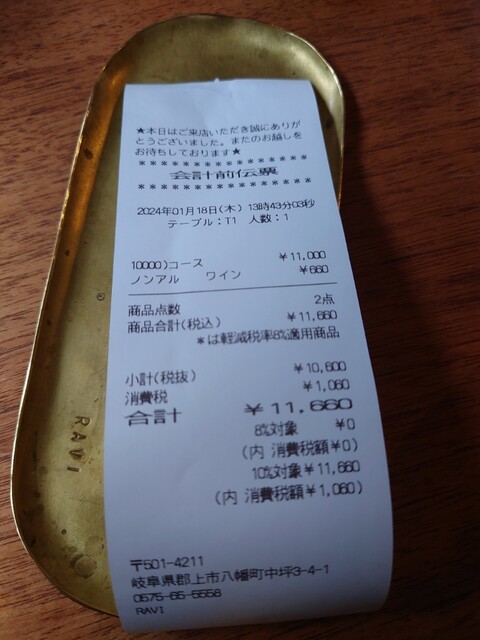 ★本日はご来店いただき誠にありが
とうございました。またのお越しを
お待ちしております★
****************
会計前伝票
****************
2024年01月18日(木) 13時43分03秒
テーブル:T1 人数:1
10000)コース ¥11,000
ノンアル ワイン ¥660
商品点数 2点
商品合計(税込) ¥11,660
*は軽減税率8%適用商品
小計(税抜) ¥10,600
消費税 ¥1,060
合計 ¥11,660
8%対象 ¥0
(内 消費税額¥0)
10%対象¥11,660
(内 消費税額¥1,060)
〒501-4211
岐阜県郡上市八幡町中坪3-4-1
0575-65-5558
RAVI
RAVI